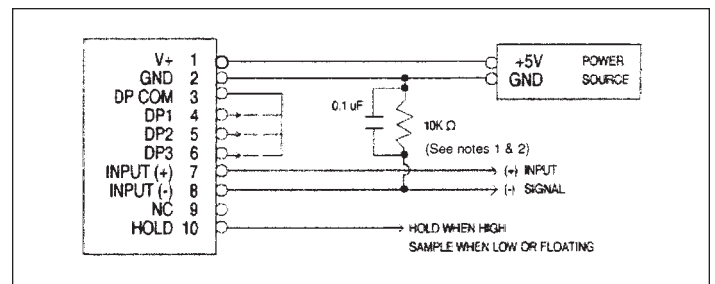 V+ 1
GND 2
DP COM 3
DP1 4
DP2 5
DP3 6
INPUT (+) 7
INPUT (-) 8
NC 9
HOLD 10
+5V POWER
GND SOURCE
0.1 uF
10K Ω
(See notes 1 & 2)
(+) INPUT
(-) SIGNAL
HOLD WHEN HIGH
SAMPLE WHEN LOW OR FLOATING